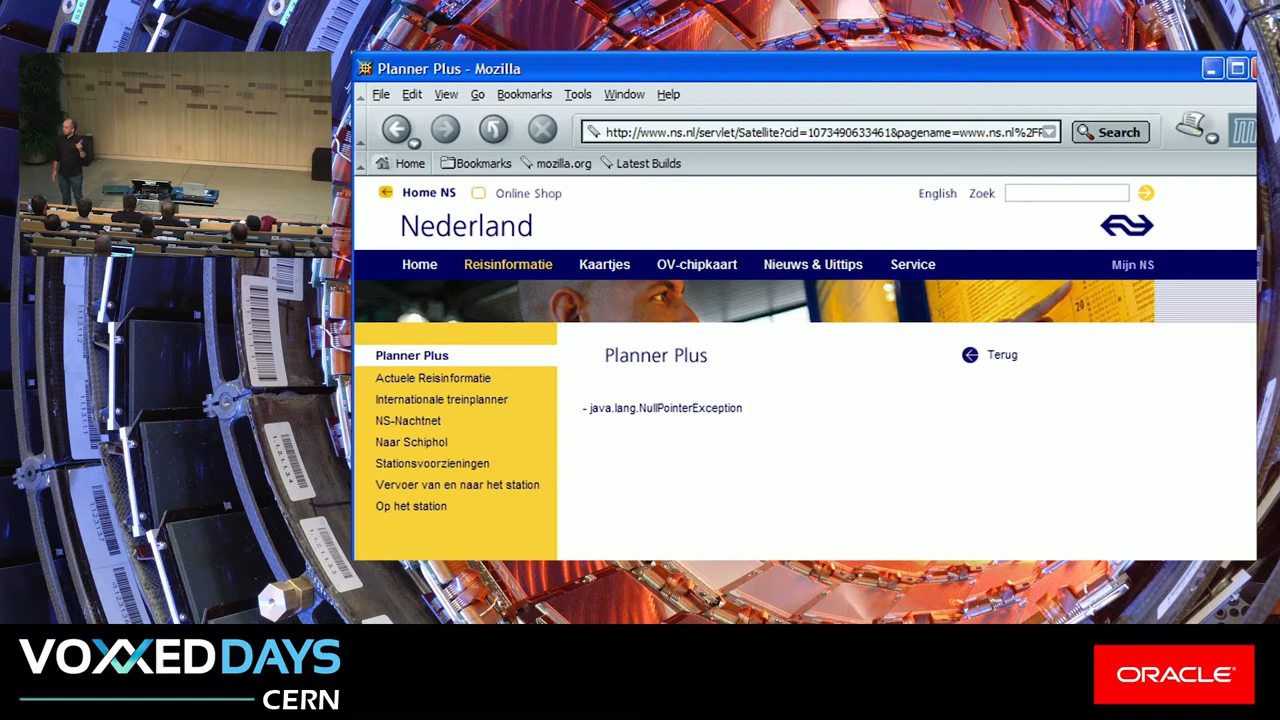 Planner Plus - Mozilla
File Edit View Go Bookmarks Tools Window Help
http://www.ns.nl/servlet/Satellite?cid=1073490633461&pagename=www.ns.nl%2FF
Search
Home Bookmarks mozilla.org Latest Builds
Home NS Online Shop English Zoek
Nederland
Home Reisinformatie Kaartjes OV-chipkaart Nieuws & Uittips Service Mijn NS
20
Planner Plus
Actuele Reisinformatie
Internationale treinplanner
NS-Nachtnet
Naar Schiphol
Stationsvoorzieningen
Vervoer van en naar het station
Op het station
Planner Plus
Terug
- java.lang.NullPointerException
VOXXEDDAYS
CERN
ORACLE®